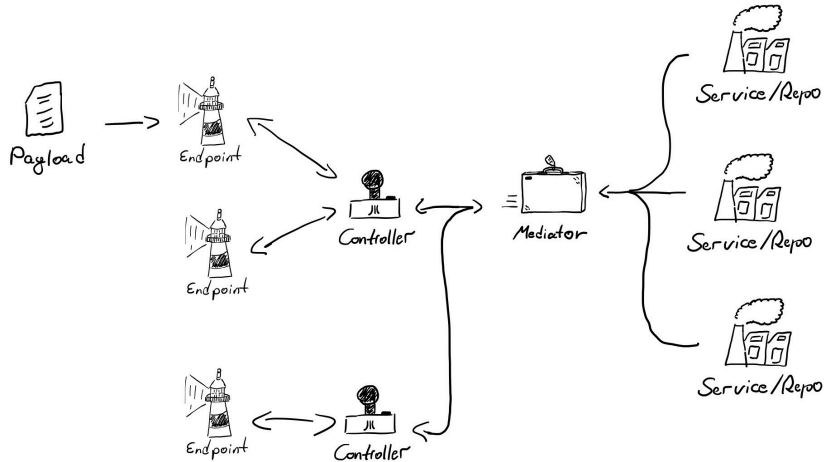 Payload
Endpoint
Endpoint
Endpoint
Controller
Controller
Mediator
Service/Repo
Service/Repo
Service/Repo